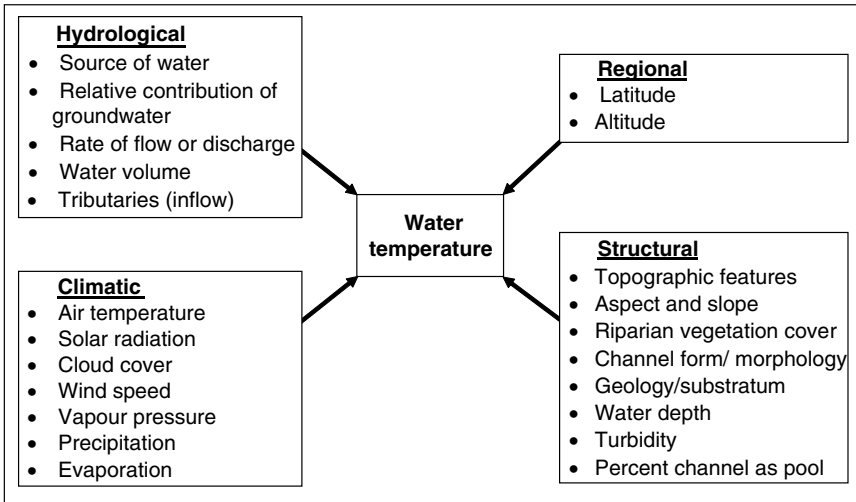 Hydrological
• Source of water
• Relative contribution of
groundwater
• Rate of flow or discharge
• Water volume
• Tributaries (inflow)
Regional
• Latitude
• Altitude
Water
temperature
Climatic
• Air temperature
• Solar radiation
• Cloud cover
• Wind speed
• Vapour pressure
• Precipitation
• Evaporation
Structural
• Topographic features
• Aspect and slope
• Riparian vegetation cover
• Channel form/ morphology
• Geology/substratum
• Water depth
• Turbidity
• Percent channel as pool